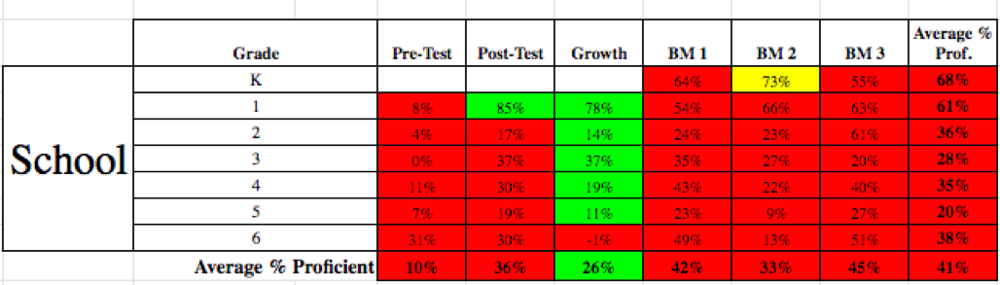 Grade Pre-Test Post-Test Growth BM 1 BM 2 BM 3 Average % Prof.
School
K 64% 73% 55% 68%
1 8% 85% 78% 54% 66% 63% 61%
2 4% 17% 14% 24% 23% 61% 36%
3 0% 37% 37% 35% 27% 20% 28%
4 11% 30% 19% 43% 22% 40% 35%
5 7% 19% 11% 23% 9% 27% 20%
6 31% 30% -1% 49% 13% 51% 38%
Average % Proficient 10% 36% 26% 42% 33% 45% 41%